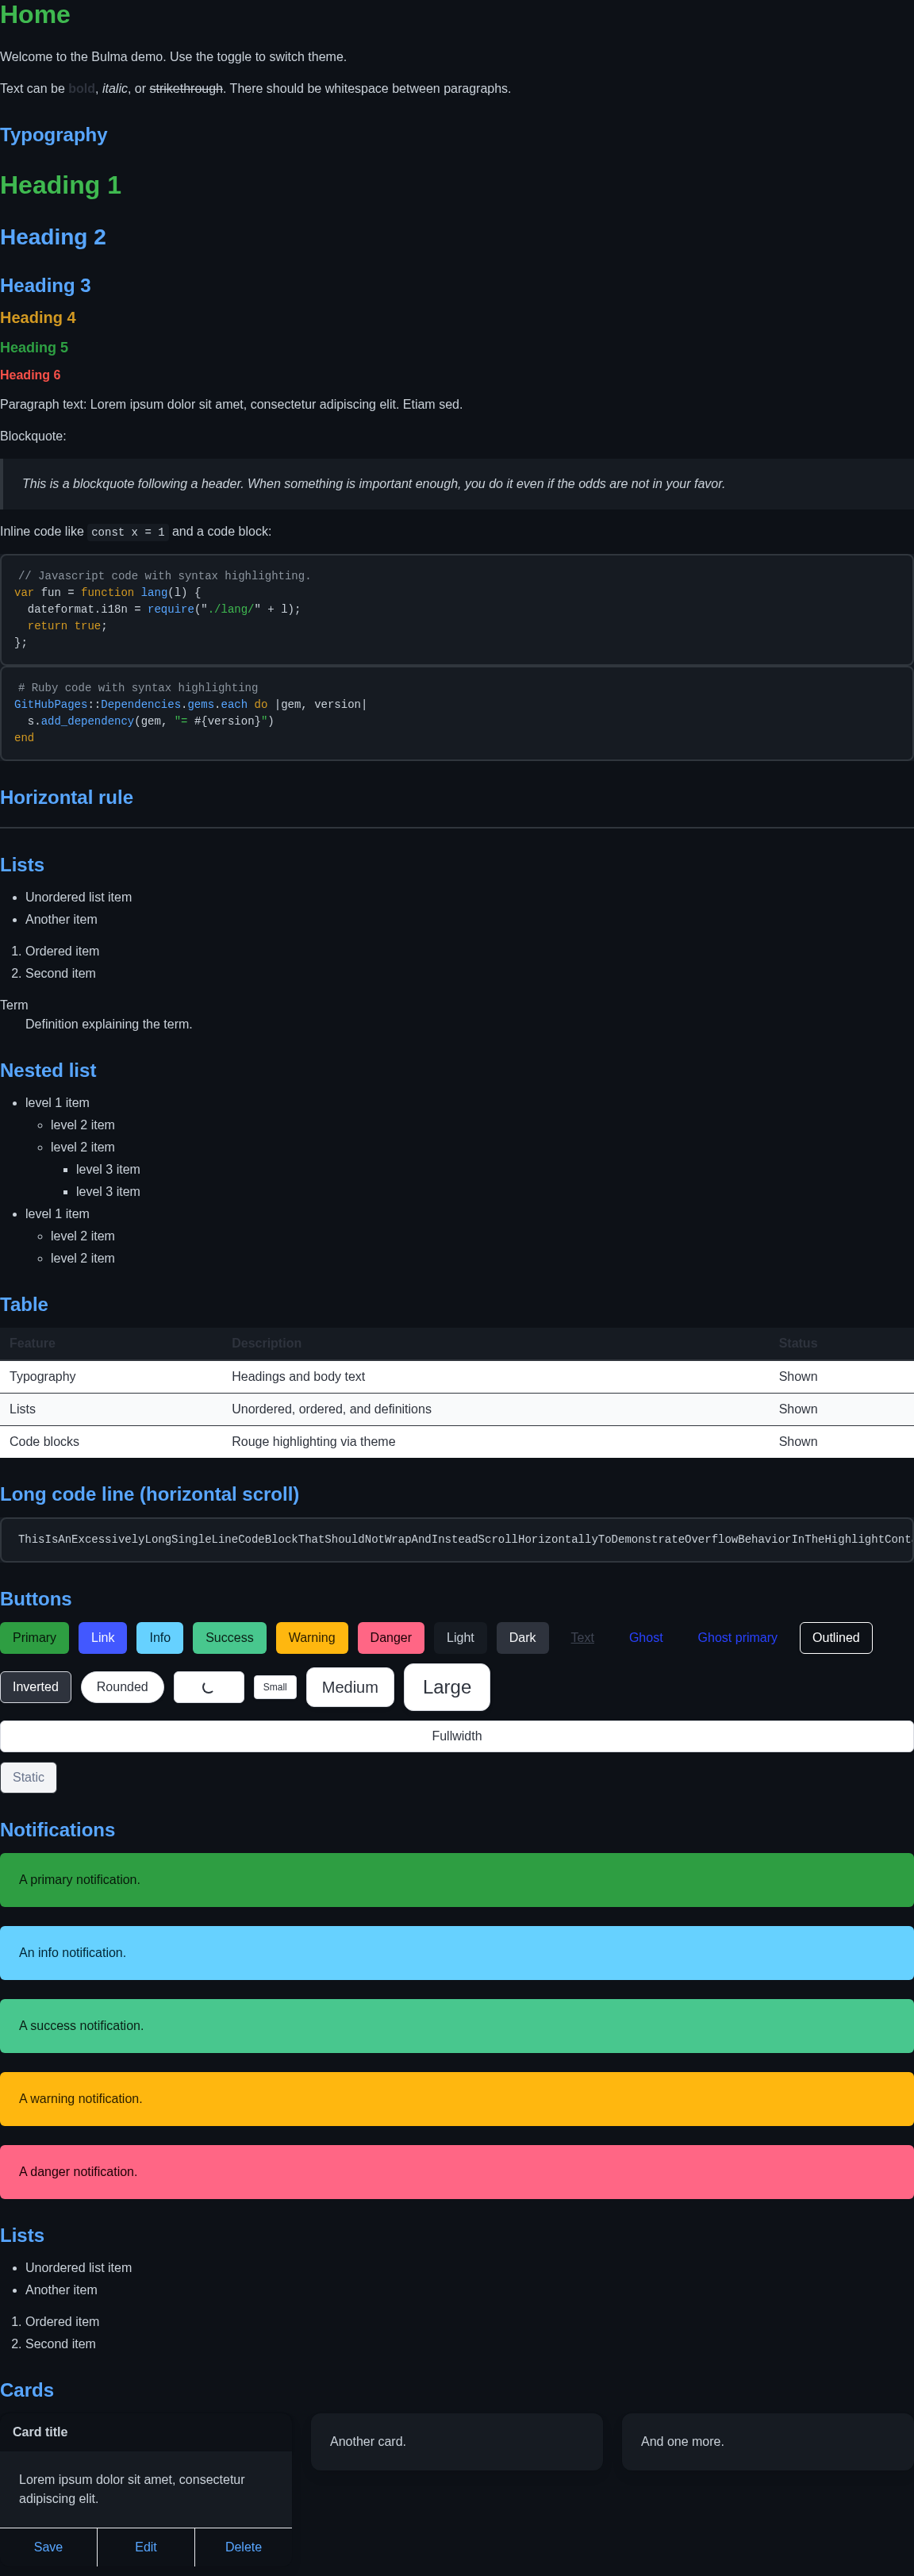 Home
Welcome to the Bulma demo. Use the toggle to switch theme.
Text can be bold, italic, or strikethrough. There should be whitespace between paragraphs.
Typography
Heading 1
Heading 2
Heading 3
Heading 4
Heading 5
Heading 6
Paragraph text: Lorem ipsum dolor sit amet, consectetur adipiscing elit. Etiam sed.
Blockquote:
This is a blockquote following a header. When something is important enough, you do it even if the odds are not in your favor.
Inline code like const x = 1 and a code block:
// Javascript code with syntax highlighting.
var fun = function lang(l) {
  dateformat.i18n = require("./lang/" + l);
  return true;
};
# Ruby code with syntax highlighting
GitHubPages::Dependencies.gems.each do |gem, version|
  s.add_dependency(gem, "= #{version}")
end
Horizontal rule
Lists
• Unordered list item
• Another item
1. Ordered item
2. Second item
Term
Definition explaining the term.
Nested list
• level 1 item
◦ level 2 item
◦ level 2 item
▪ level 3 item
▪ level 3 item
• level 1 item
◦ level 2 item
◦ level 2 item
Table
Feature Description Status
Typography Headings and body text Shown
Lists Unordered, ordered, and definitions Shown
Code blocks Rouge highlighting via theme Shown
Long code line (horizontal scroll)
ThisIsAnExcessivelyLongSingleLineCodeBlockThatShouldNotWrapAndInsteadScrollHorizontallyToDemonstrateOverflowBehaviorInTheHighlightCont
Buttons
Primary Link Info Success Warning Danger Light Dark Text Ghost Ghost primary Outlined
Inverted Rounded Small Medium Large
Fullwidth
Static
Notifications
A primary notification.
An info notification.
A success notification.
A warning notification.
A danger notification.
Lists
• Unordered list item
• Another item
1. Ordered item
2. Second item
Cards
Card title
Lorem ipsum dolor sit amet, consectetur
adipiscing elit.
Save Edit Delete
Another card.
And one more.